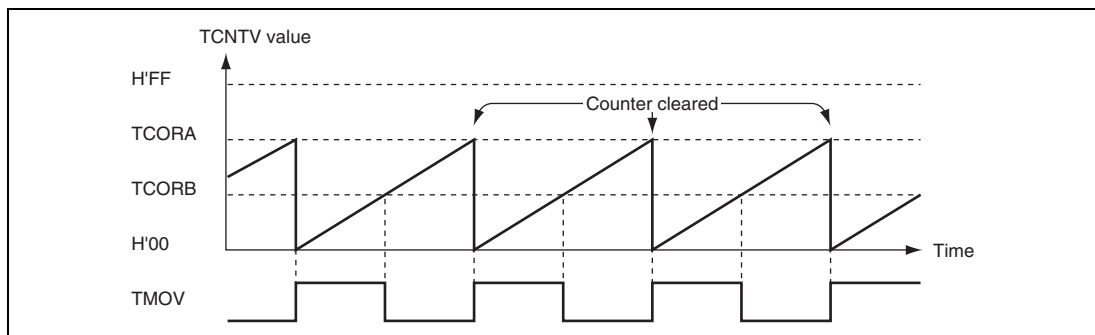 TCNTV value
H'FF
Counter cleared
TCORA
TCORB
H'00
Time
TMOV